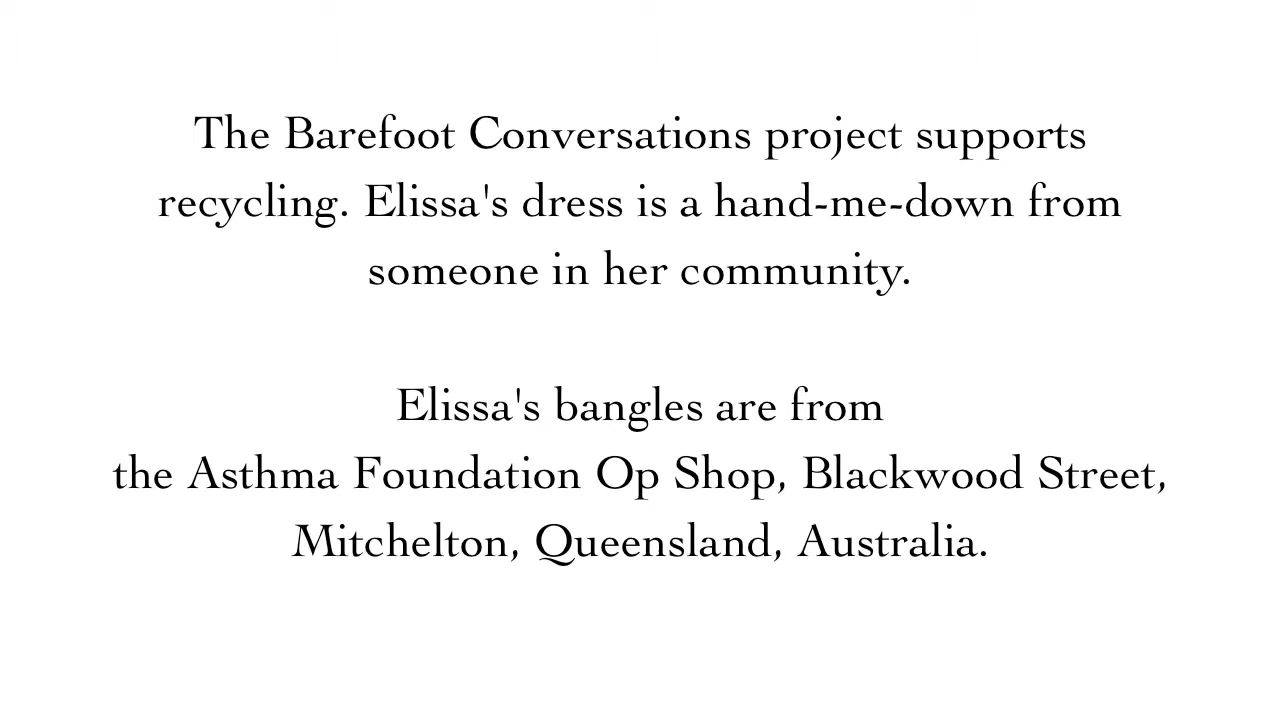 The Barefoot Conversations project supports
recycling. Elissa's dress is a hand-me-down from
someone in her community.
Elissa's bangles are from
the Asthma Foundation Op Shop, Blackwood Street,
Mitchelton, Queensland, Australia.